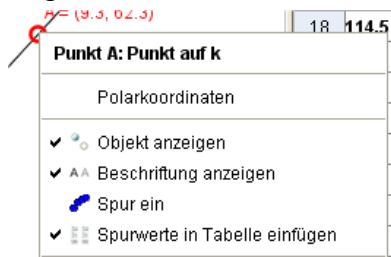 A = (9.3, 62.3)
18 114.5
Punkt A: Punkt auf k
Polarkoordinaten
Objekt anzeigen
AA Beschriftung anzeigen
Spur ein
Spurwerte in Tabelle einfügen